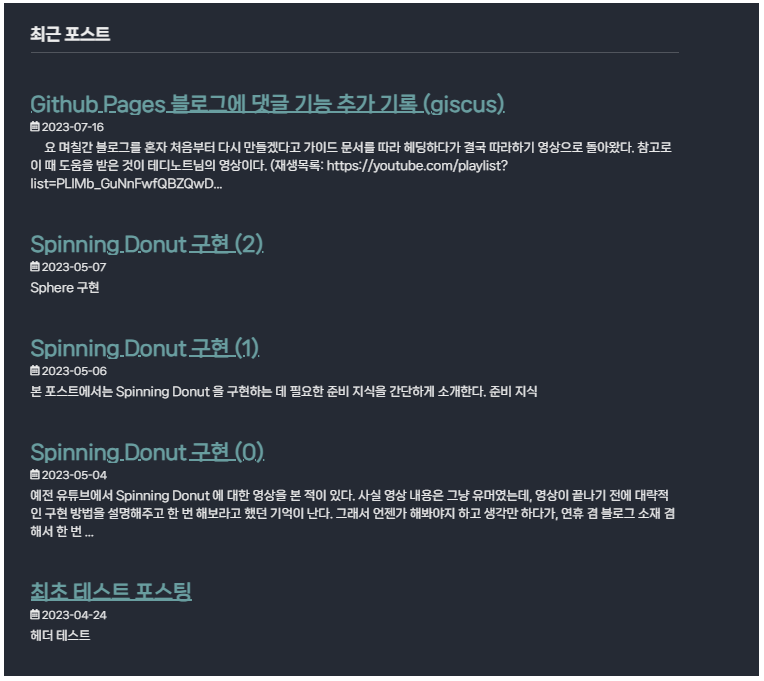 최근 포스트
Github Pages 블로그에 댓글 기능 추가 기록 (giscus)
2023-07-16
요 며칠간 블로그를 혼자 처음부터 다시 만들겠다고 가이드 문서를 따라 헤딩하다가 결국 따라하기 영상으로 돌아왔다. 참고로
이 때 도움을 받은 것이 테디노트님의 영상이다. (재생목록: https://youtube.com/playlist?
list=PLIMb_GuNnFwfQBZQwD...
Spinning Donut 구현 (2)
2023-05-07
Sphere 구현
Spinning Donut 구현 (1)
2023-05-06
본 포스트에서는 Spinning Donut 을 구현하는 데 필요한 준비 지식을 간단하게 소개한다. 준비 지식
Spinning Donut 구현 (0)
2023-05-04
예전 유튜브에서 Spinning Donut 에 대한 영상을 본 적이 있다. 사실 영상 내용은 그냥 유머였는데, 영상이 끝나기 전에 대략적
인 구현 방법을 설명해주고 한 번 해보라고 했던 기억이 난다. 그래서 언젠가 해봐야지 하고 생각만 하다가, 연휴 겸 블로그 소재 겸
해서 한 번 ...
최초 테스트 포스팅
2023-04-24
헤더 테스트